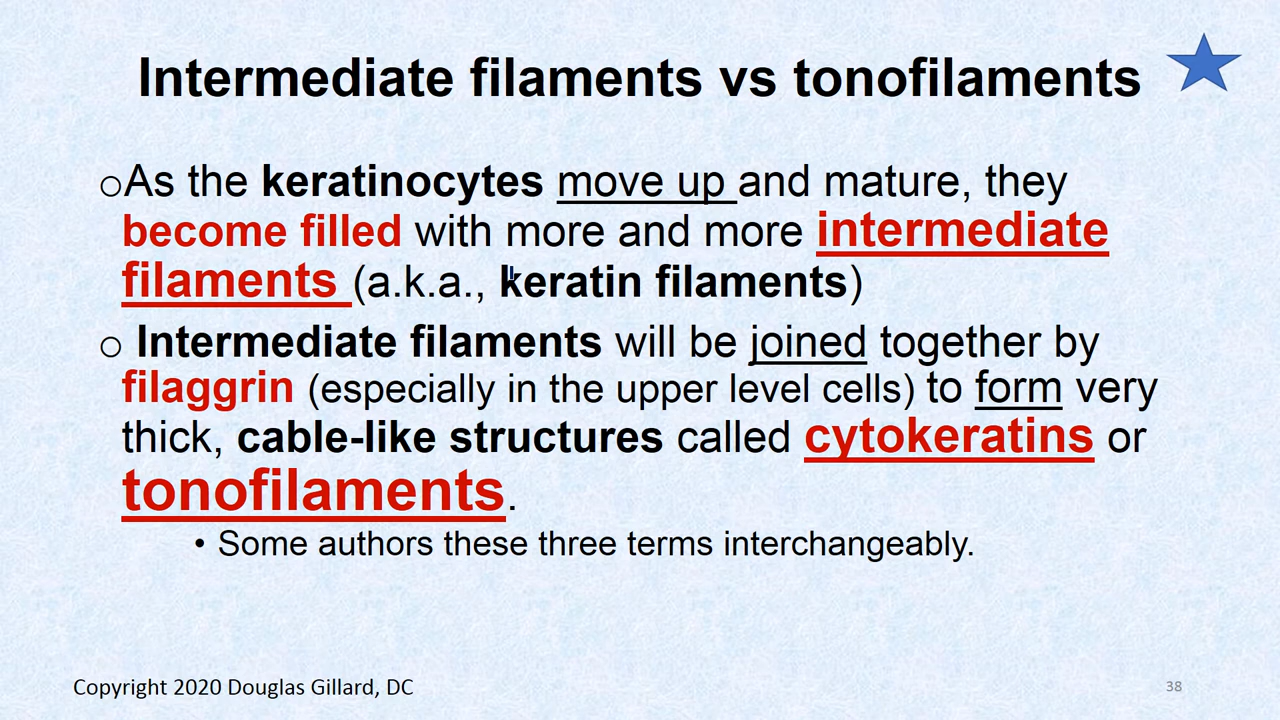 Intermediate filaments vs tonofilaments
oAs the keratinocytes move up and mature, they
become filled with more and more intermediate
filaments (a.k.a., keratin filaments)
o Intermediate filaments will be joined together by
filaggrin (especially in the upper level cells) to form very
thick, cable-like structures called cytokeratins or
tonofilaments.
• Some authors these three terms interchangeably.
Copyright 2020 Douglas Gillard, DC
38